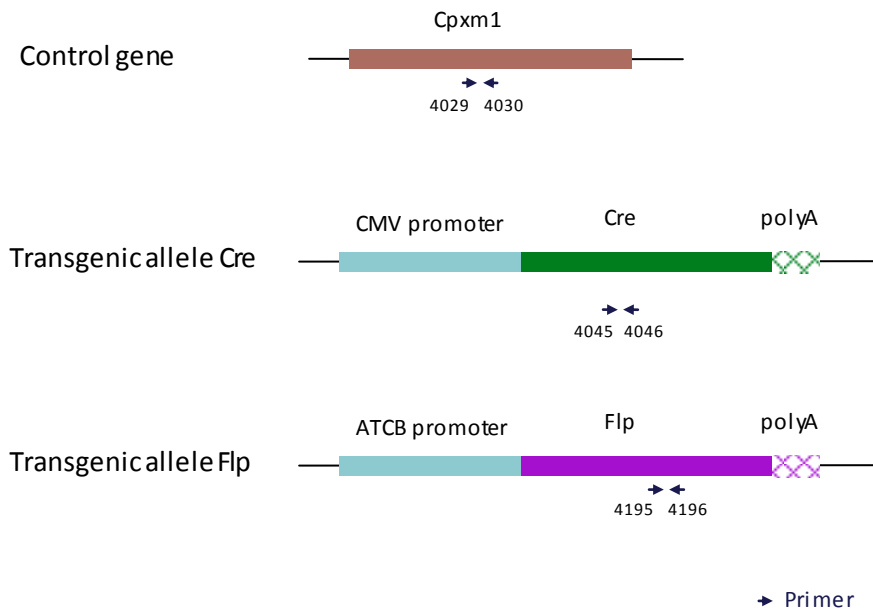 Cpxm1
Control gene
4029 4030
CMV promoter Cre polyA
Transgenic allele Cre
4045 4046
ATCB promoter Flp polyA
Transgenic allele Flp
4195 4196
Primer